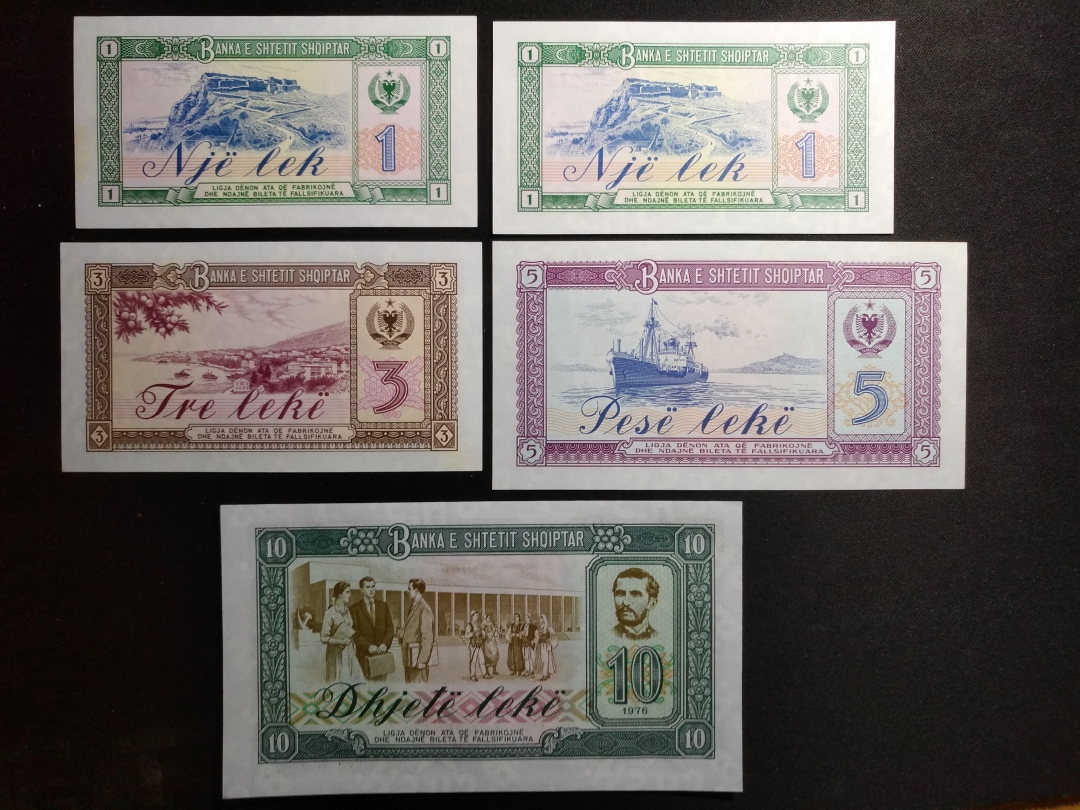 1 BANKA E SHTETIT SHQIPTAR 1
1
Një lek
LIGJA DËNON ATA QË FABRIKOJNË
DHE NDAJNË BILETA TË FALLSIFIKUARA
1 1
1 BANKA E SHTETIT SHQIPTAR 1
1
Një lek
LIGJA DËNON ATA QË FABRIKOJNË
DHE NDAJNË BILETA TË FALLSIFIKUARA
1 1
3 BANKA E SHTETIT SHQIPTAR 3
3
Tre lekë
LIGJA DËNON ATA QË FABRIKOJNË
DHE NDAJNË BILETA TË FALLSIFIKUARA
3 3
5 BANKA E SHTETIT SHQIPTAR 5
5
Pesë lekë
LIGJA DËNON ATA QË FABRIKOJNË
DHE NDAJNË BILETA TË FALLSIFIKUARA
5 5
10 BANKA E SHTETIT SHQIPTAR 10
10
Dhjetë lekë
1976
LIGJA DËNON ATA QË FABRIKOJNË
DHE NDAJNË BILETA TË FALLSIFIKUARA
10 10